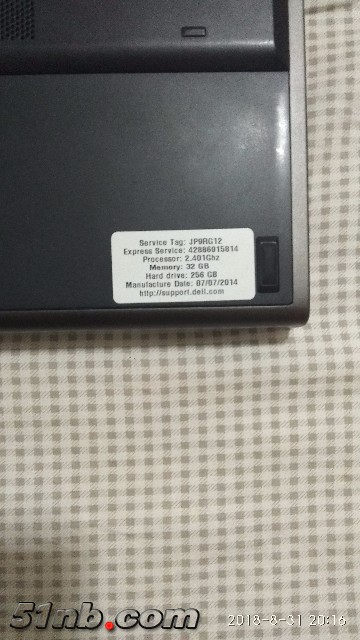 Service Tag: JP9RG12
Express Service: 42886915814
Processor: 2.401Ghz
Memory: 32 GB
Hard drive: 256 GB
Manufacture Date: 07/07/2014
http://support.dell.com
51nb.com
2018-8-31 20:16